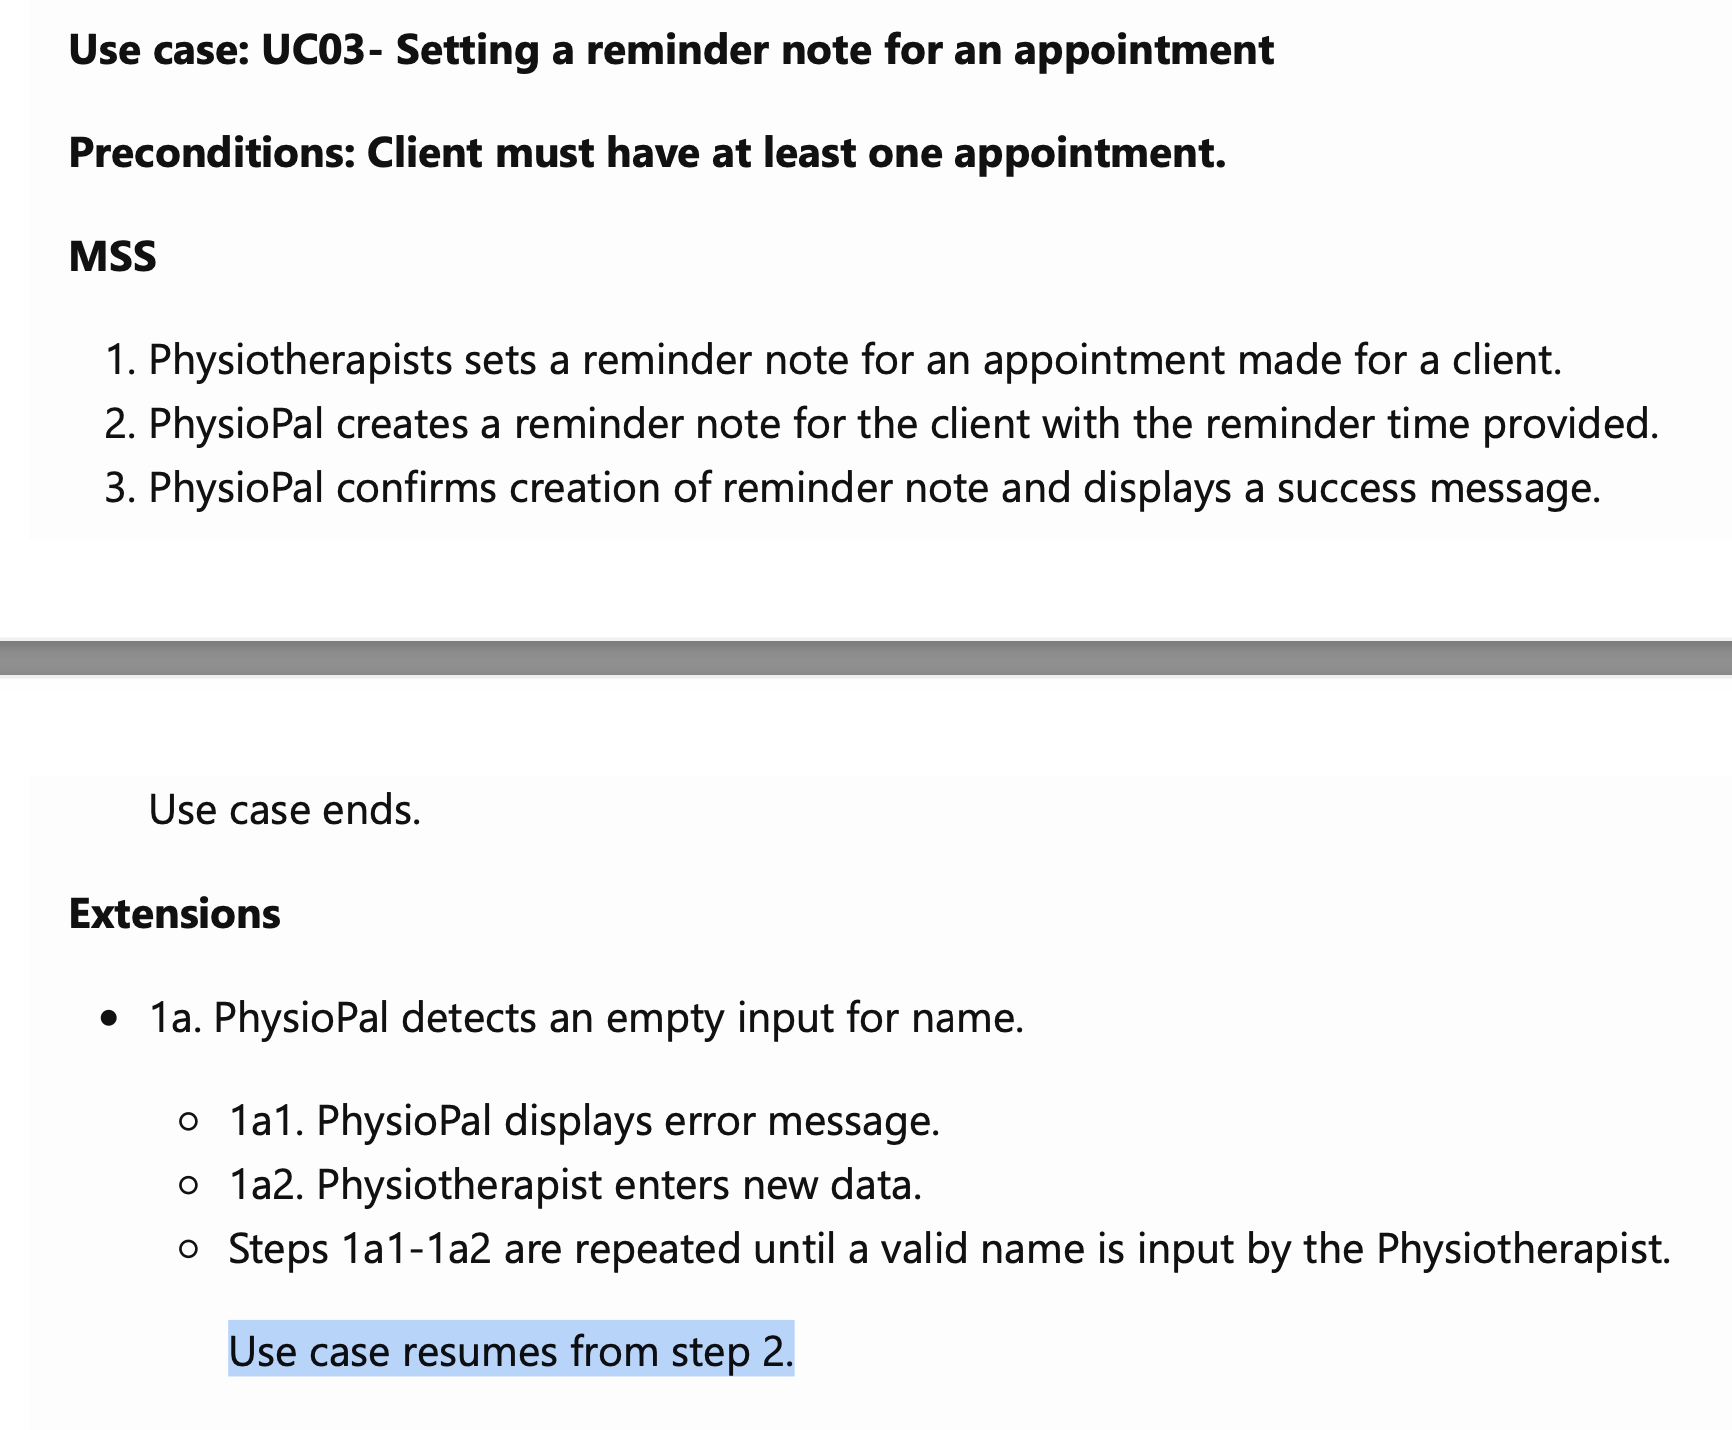 Use case: UC03- Setting a reminder note for an appointment
Preconditions: Client must have at least one appointment.
MSS
1. Physiotherapists sets a reminder note for an appointment made for a client.
2. PhysioPal creates a reminder note for the client with the reminder time provided.
3. PhysioPal confirms creation of reminder note and displays a success message.
Use case ends.
Extensions
• 1a. PhysioPal detects an empty input for name.
○ 1a1. PhysioPal displays error message.
○ 1a2. Physiotherapist enters new data.
○ Steps 1a1-1a2 are repeated until a valid name is input by the Physiotherapist.
Use case resumes from step 2.